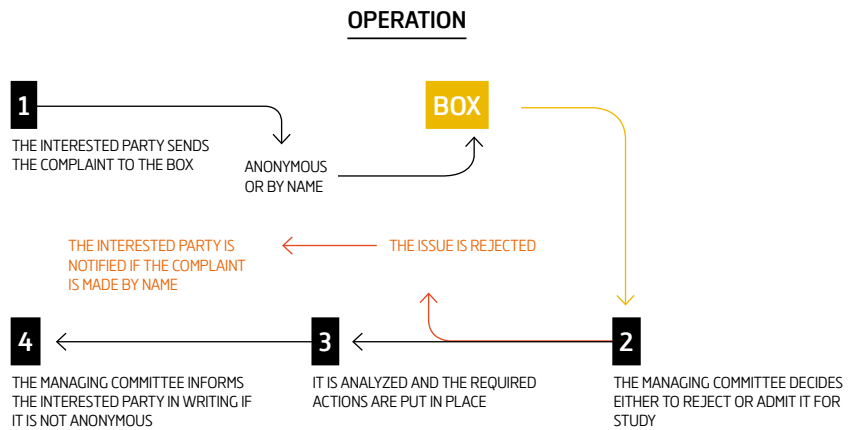 OPERATION
1
BOX
THE INTERESTED PARTY SENDS
THE COMPLAINT TO THE BOX
ANONYMOUS
OR BY NAME
THE INTERESTED PARTY IS
NOTIFIED IF THE COMPLAINT
IS MADE BY NAME
THE ISSUE IS REJECTED
4
3
2
THE MANAGING COMMITTEE INFORMS
THE INTERESTED PARTY IN WRITING IF
IT IS NOT ANONYMOUS
IT IS ANALYZED AND THE REQUIRED
ACTIONS ARE PUT IN PLACE
THE MANAGING COMMITTEE DECIDES
EITHER TO REJECT OR ADMIT IT FOR
STUDY